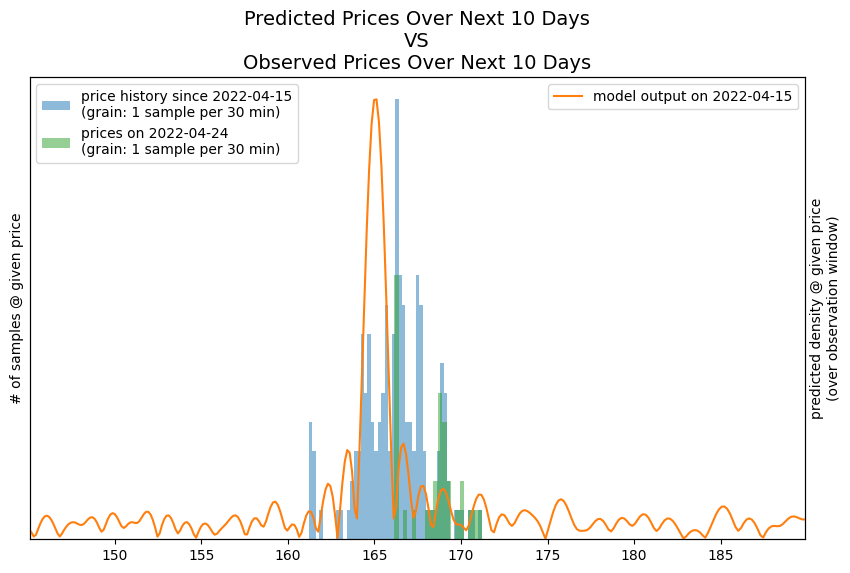 Predicted Prices Over Next 10 Days
VS
Observed Prices Over Next 10 Days
price history since 2022-04-15
(grain: 1 sample per 30 min)
prices on 2022-04-24
(grain: 1 sample per 30 min)
model output on 2022-04-15
# of samples @ given price
predicted density @ given price
(over observation window)
150 155 160 165 170 175 180 185